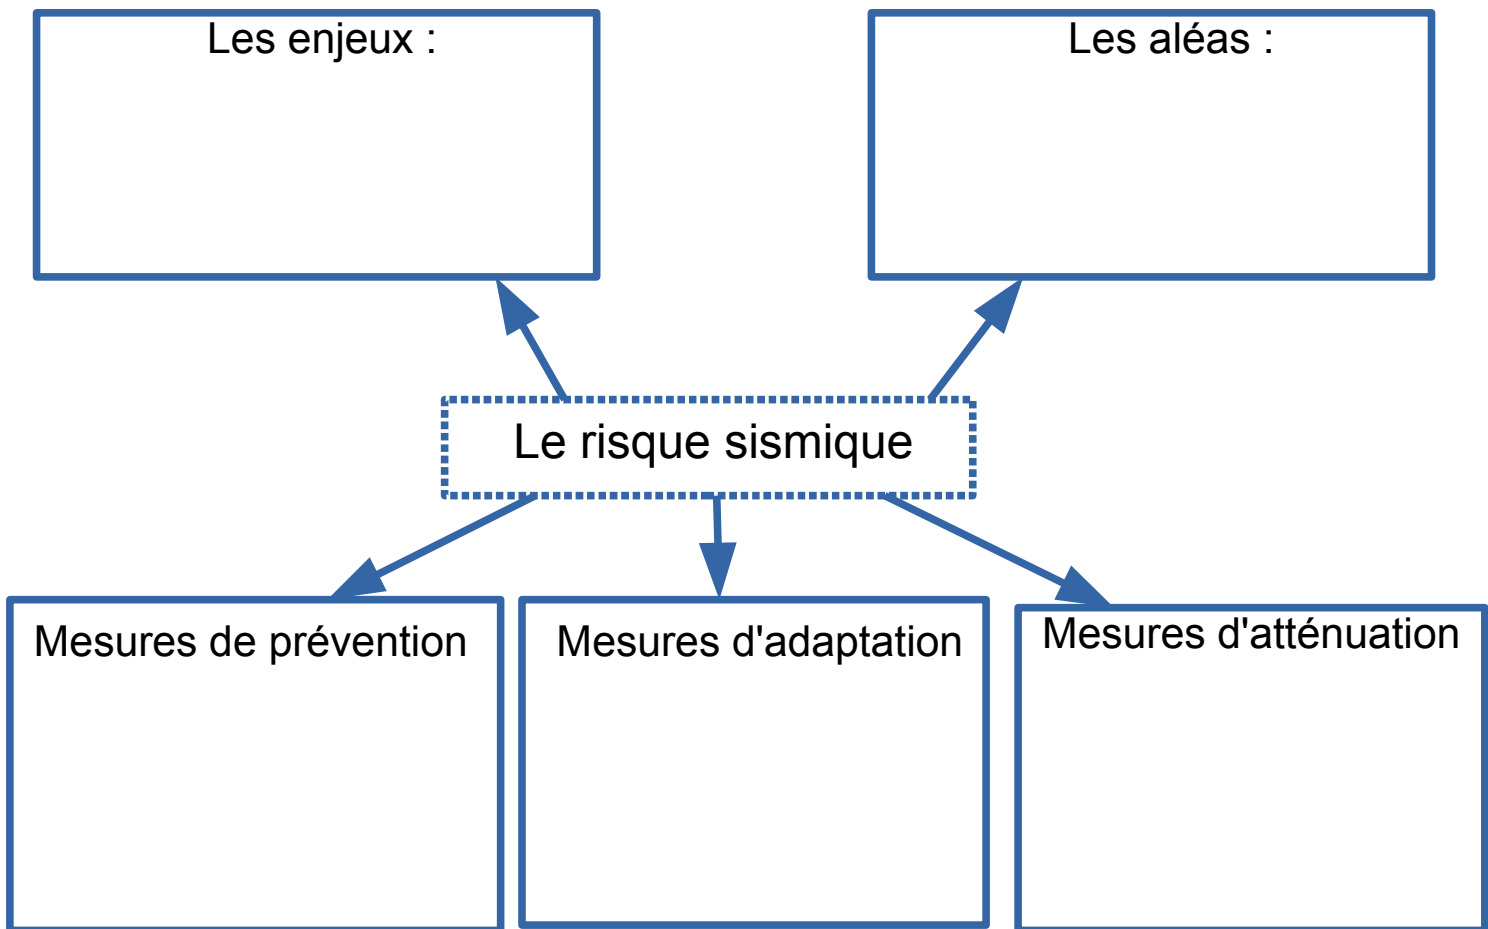 Les enjeux :
Les aléas :
Le risque sismique
Mesures de prévention
Mesures d'adaptation
Mesures d'atténuation